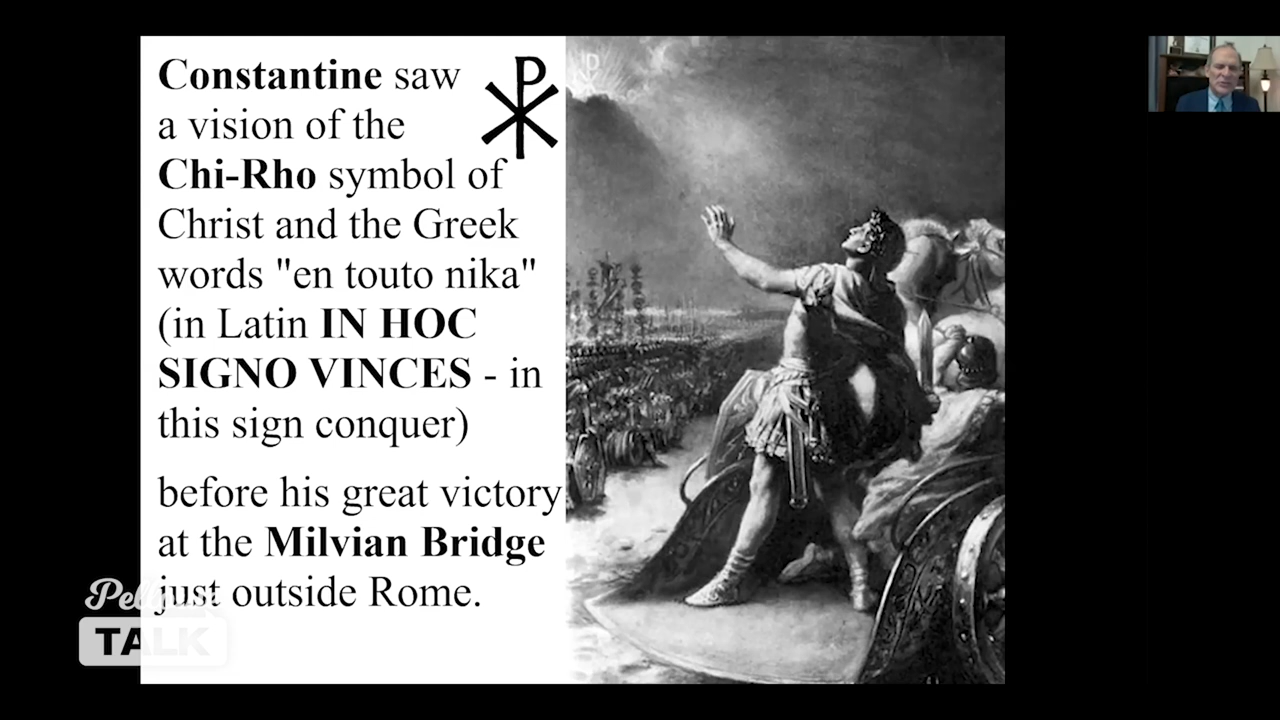 Constantine saw
a vision of the
Chi-Rho symbol of
Christ and the Greek
words "en touto nika"
(in Latin IN HOC
SIGNO VINCES - in
this sign conquer)
before his great victory
at the Milvian Bridge
just outside Rome.
TALK